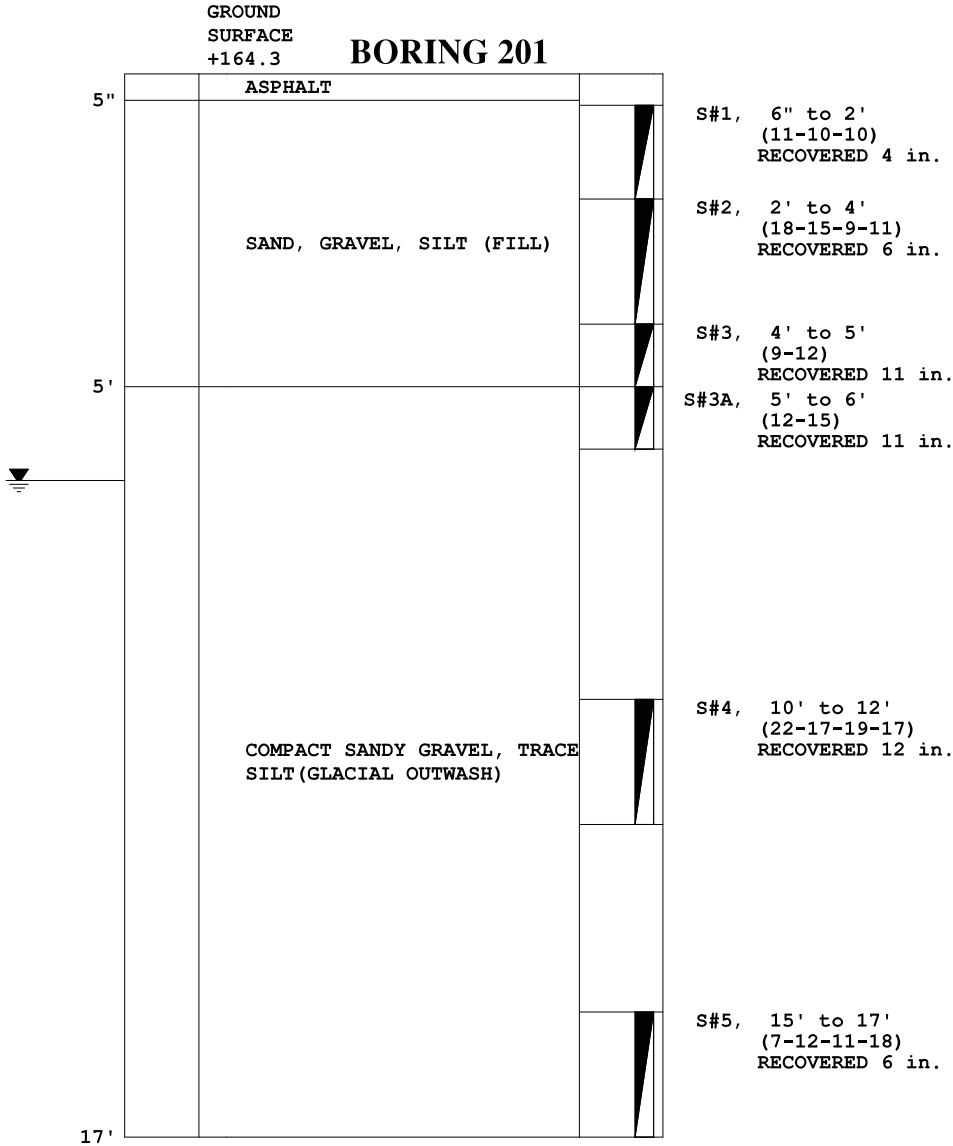 GROUND
SURFACE
+164.3
BORING 201
ASPHALT
5"
S#1, 6" to 2'
(11-10-10)
RECOVERED 4 in.
S#2, 2' to 4'
(18-15-9-11)
RECOVERED 6 in.
SAND, GRAVEL, SILT (FILL)
S#3, 4' to 5'
(9-12)
RECOVERED 11 in.
5'
S#3A, 5' to 6'
(12-15)
RECOVERED 11 in.
S#4, 10' to 12'
(22-17-19-17)
RECOVERED 12 in.
COMPACT SANDY GRAVEL, TRACE
SILT(GLACIAL OUTWASH)
S#5, 15' to 17'
(7-12-11-18)
RECOVERED 6 in.
17'